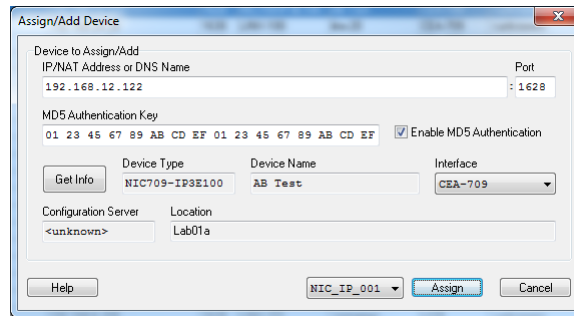 Assign/Add Device
Device to Assign/Add
IP/NAT Address or DNS Name Port
192.168.12.122 : 1628
MD5 Authentication Key
01 23 45 67 89 AB CD EF 01 23 45 67 89 AB CD EF Enable MD5 Authentication
Device Type Device Name Interface
Get Info NIC709-IP3E100 AB Test CEA-709
Configuration Server Location
<unknown> Lab01a
Help NIC_IP_001 Assign Cancel